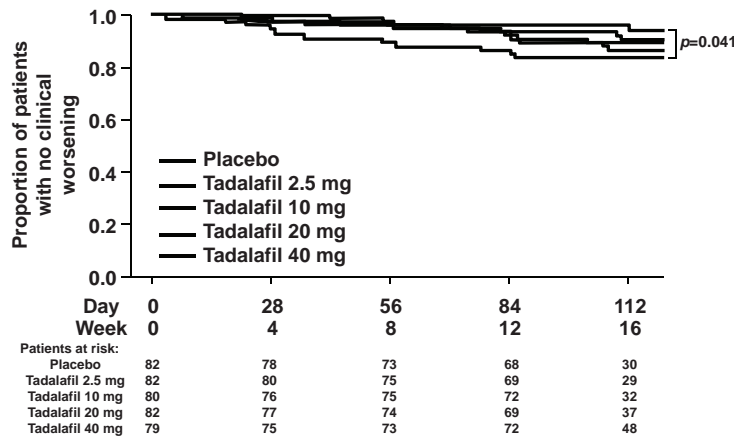 Proportion of patients
with no clinical
worsening
1.0
0.8
0.6
0.4
0.2
0.0
p=0.041
Placebo
Tadalafil 2.5 mg
Tadalafil 10 mg
Tadalafil 20 mg
Tadalafil 40 mg
Day 0 28 56 84 112
Week 0 4 8 12 16
Patients at risk:
Placebo 82 78 73 68 30
Tadalafil 2.5 mg 82 80 75 69 29
Tadalafil 10 mg 80 76 75 72 32
Tadalafil 20 mg 82 77 74 69 37
Tadalafil 40 mg 79 75 73 72 48